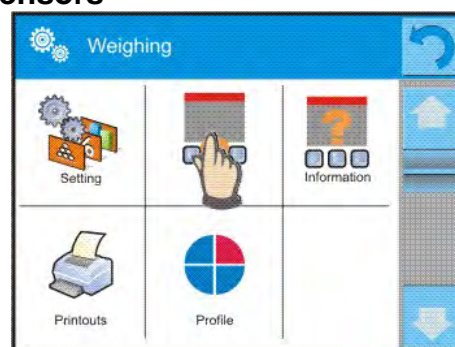 ensors
Weighing
Setting
?
Information
Printouts
Profile